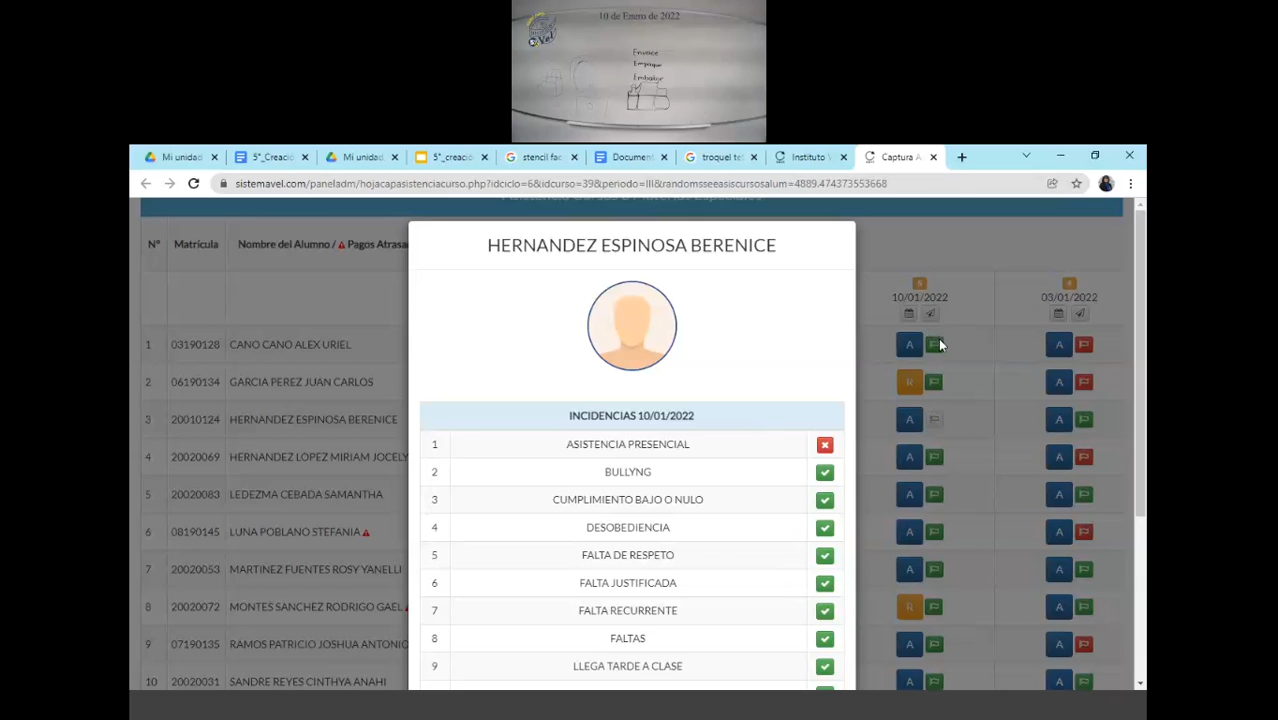 10 de Enero de 2022
Vel
Envace
Empaque
Embalaje
Mi unidad
5°_Creació
Mi unidad
5°_creació
stencil fac
Document
troquel te
Instituto V
Captura A
sistemavel.com/paneladm/hojacapasistenciacurso.php?idciclo=6&idcurso=39&periodo=III&randomsseeasiscursosalum=4889.474373553668
N° Matricula Nombre del Alumno / Pagos Atrasa
HERNANDEZ ESPINOSA BERENICE
10/01/2022 03/01/2022
1 03190128 CANO CANO ALEX URIEL A A
2 06190134 GARCIA PEREZ JUAN CARLOS R A
3 20010124 HERNANDEZ ESPINOSA BERENICE A A
4 20020069 HERNANDEZ LOPEZ MIRIAM JOCELY A A
5 20020083 LEDEZMA CEBADA SAMANTHA A A
6 08190145 LUNA POBLANO STEFANIA A A
7 20020053 MARTINEZ FUENTES ROSY YANELLI A A
8 20020072 MONTES SANCHEZ RODRIGO GAEL R A
9 07190135 RAMOS PATRICIO JOSHUA ANTONIO A A
10 20020031 SANDRE REYES CINTHYA ANAHI A A
INCIDENCIAS 10/01/2022
1 ASISTENCIA PRESENCIAL
2 BULLYNG
3 CUMPLIMIENTO BAJO O NULO
4 DESOBEDIENCIA
5 FALTA DE RESPETO
6 FALTA JUSTIFICADA
7 FALTA RECURRENTE
8 FALTAS
9 LLEGA TARDE A CLASE